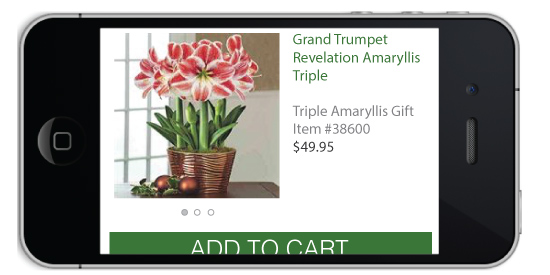 Grand Trumpet
Revelation Amaryllis
Triple
Triple Amaryllis Gift
Item #38600
$49.95
ADD TO CART